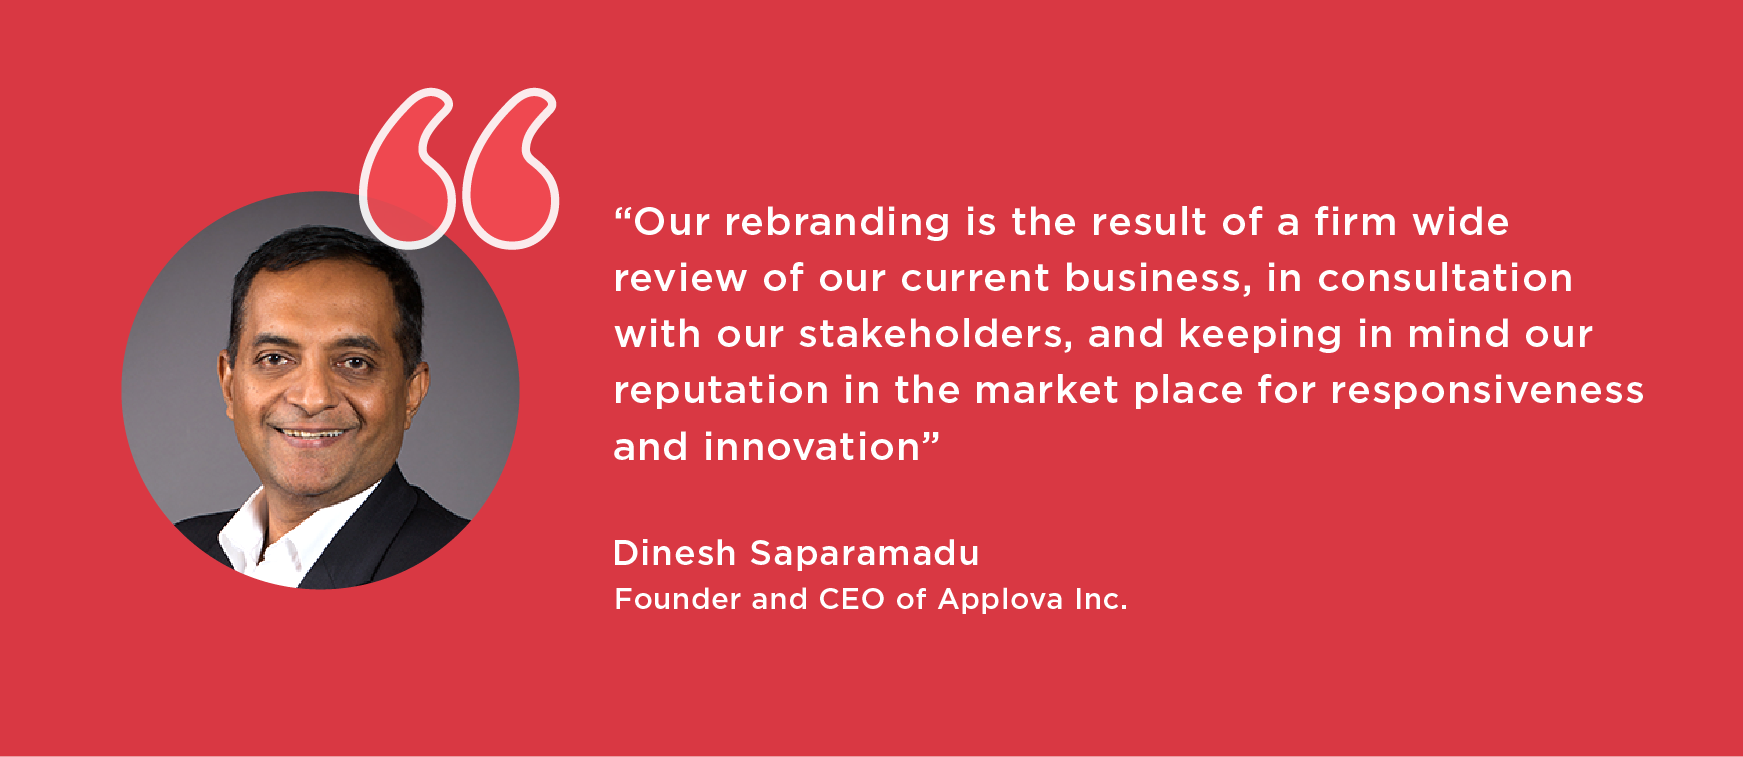 “Our rebranding is the result of a firm wide
review of our current business, in consultation
with our stakeholders, and keeping in mind our
reputation in the market place for responsiveness
and innovation”
Dinesh Saparamadu
Founder and CEO of Applova Inc.